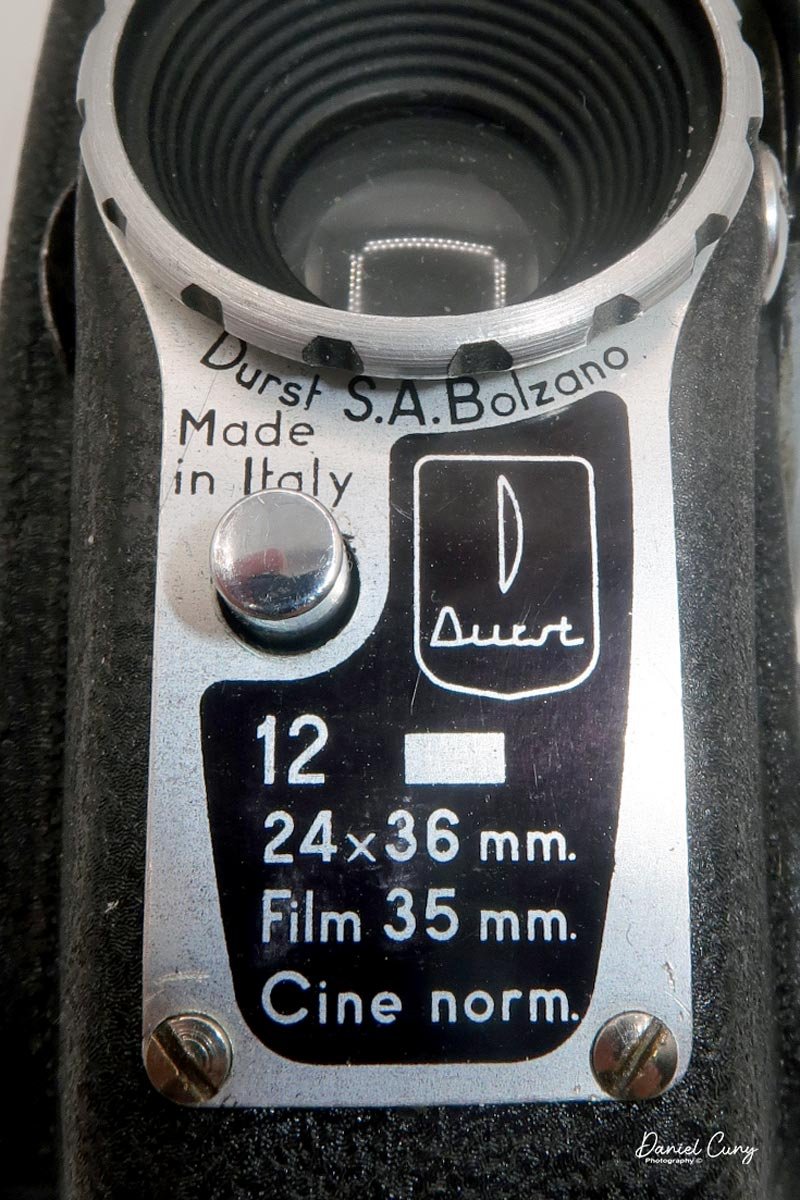 Durst S.A. Bolzano
Made
in Italy
Durst
12
24x36 mm.
Film 35 mm.
Cine norm.
Daniel Cuny
Photography ©